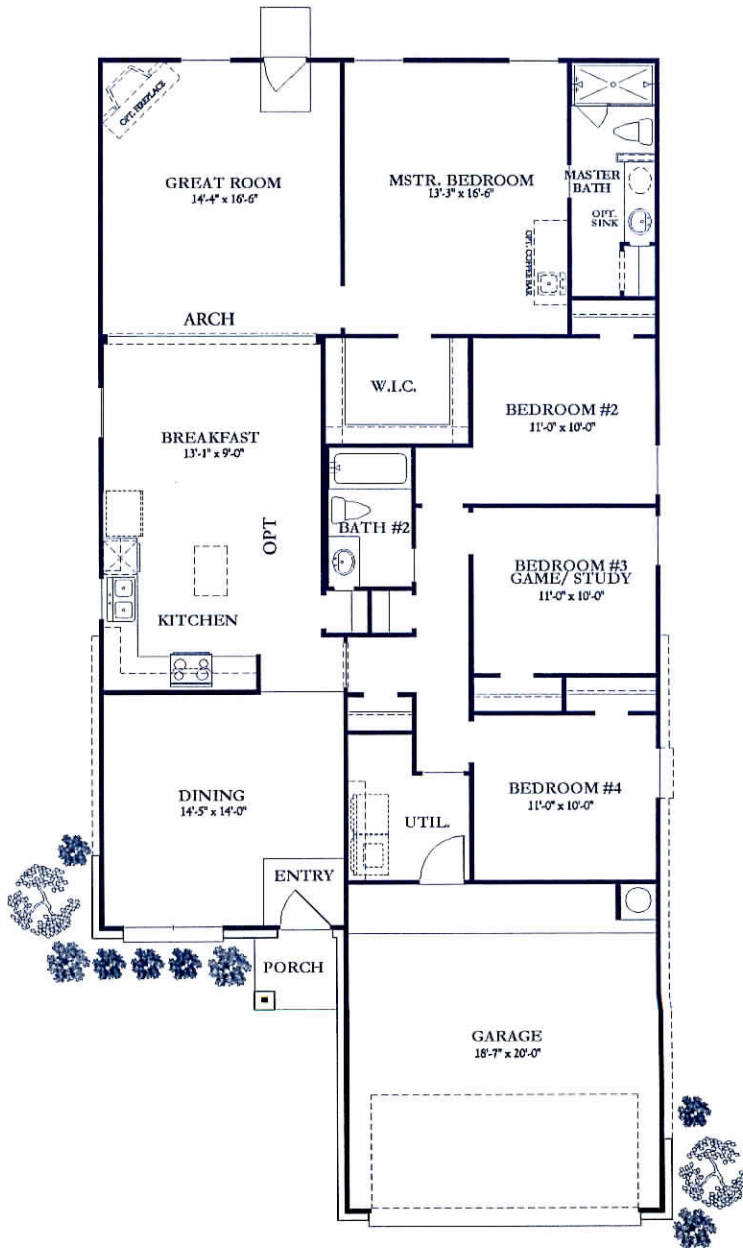 OPT. FIREPLACE
GREAT ROOM
14'-4" x 16'-6"
MSTR. BEDROOM
13'-3" x 16'-6"
MASTER
BATH
OPT.
SINK
OPT. COFFEE BAR
ARCH
W.I.C.
BEDROOM #2
11'-0" x 10'-0"
BREAKFAST
13'-1" x 9'-0"
OPT
BATH #2
BEDROOM #3
GAME/ STUDY
11'-0" x 10'-0"
KITCHEN
DINING
14'-5" x 14'-0"
UTIL.
BEDROOM #4
11'-0" x 10'-0"
ENTRY
PORCH
GARAGE
18'-7" x 20'-0"